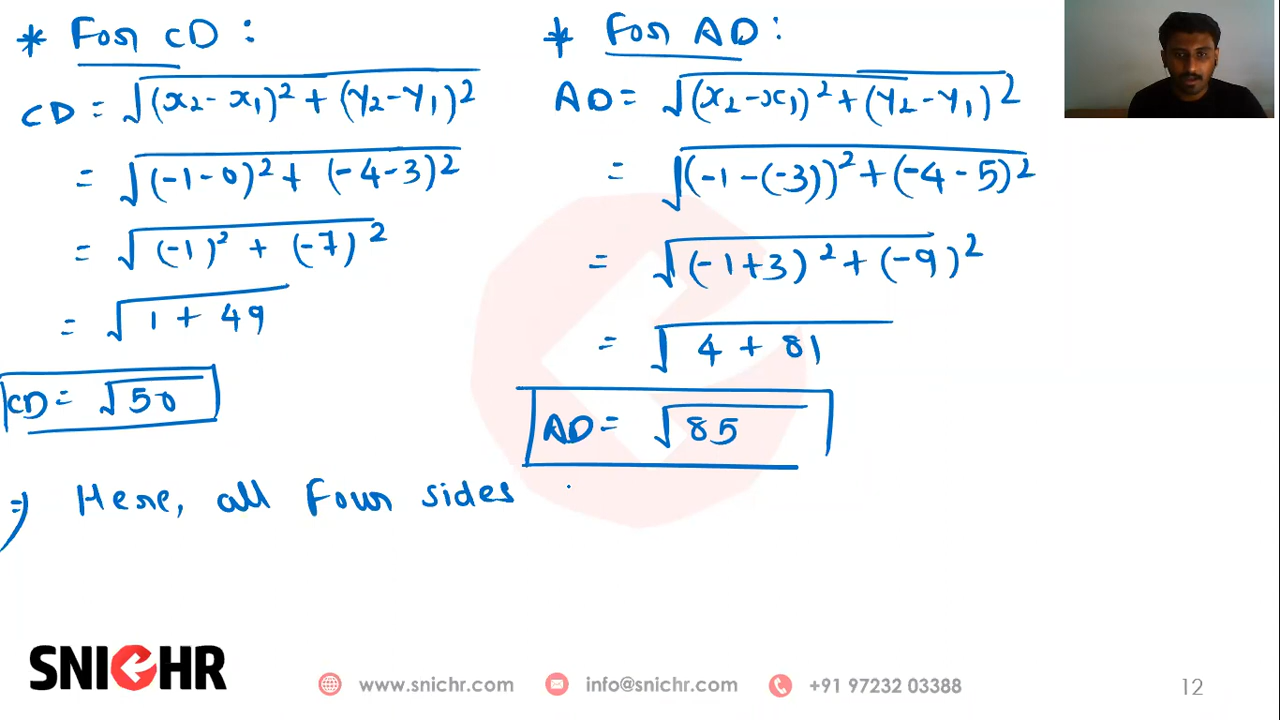 * For CD :
CD = √(x₂ - x₁)² + (y₂ - y₁)²
= √(-1 - 0)² + (-4 - 3)²
= √(-1)² + (-7)²
= √1 + 49
CD = √50
* For AD :
AD = √(x₂ - x₁)² + (y₂ - y₁)²
= √(-1 - (-3))² + (-4 - 5)²
= √(-1 + 3)² + (-9)²
= √4 + 81
AD = √85
⇒ Here, all four sides
SNICHR
www.snichr.com info@snichr.com +91 97232 03388 12